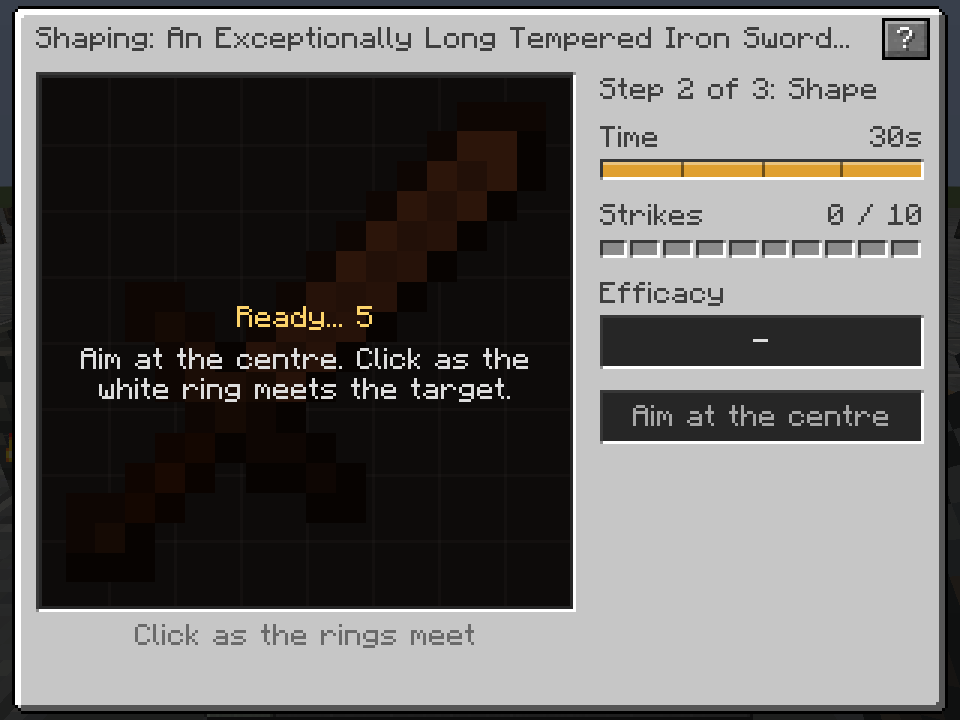 Shaping: An Exceptionally Long Tempered Iron Sword...
?
Step 2 of 3: Shape
Time 30s
Strikes 0 / 10
Efficacy
–
Aim at the centre
Ready... 5
Aim at the centre. Click as the
white ring meets the target.
Click as the rings meet